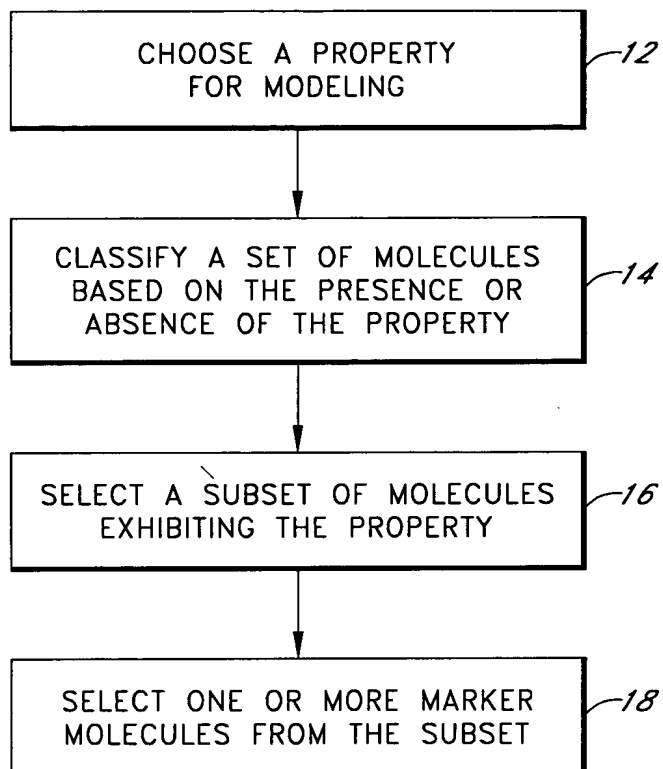 CHOOSE A PROPERTY
FOR MODELING
12
CLASSIFY A SET OF MOLECULES
BASED ON THE PRESENCE OR
ABSENCE OF THE PROPERTY
14
SELECT A SUBSET OF MOLECULES
EXHIBITING THE PROPERTY
16
SELECT ONE OR MORE MARKER
MOLECULES FROM THE SUBSET
18